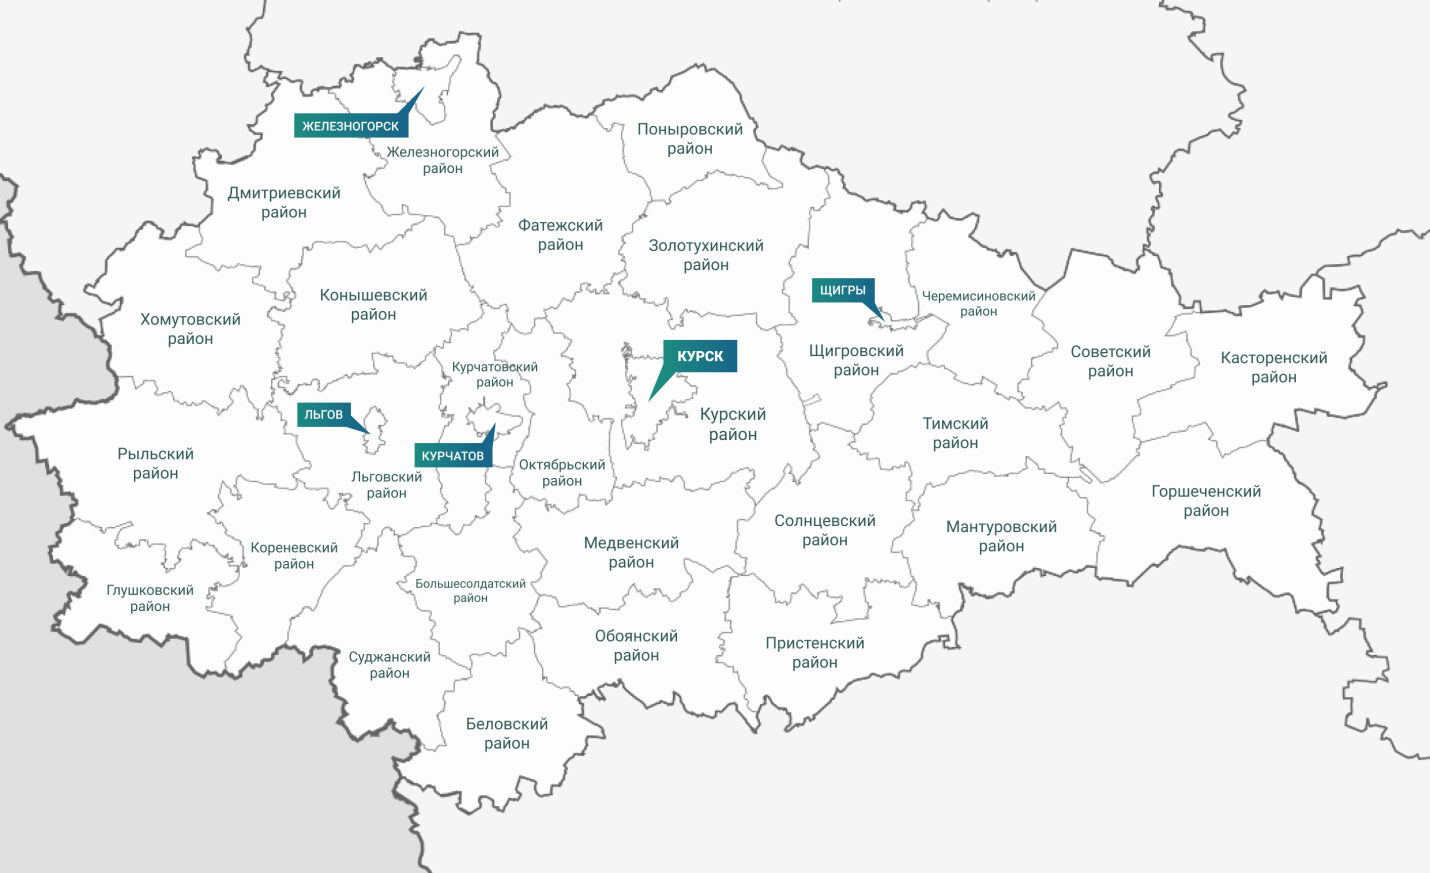 ЖЕЛЕЗНОГОРСК
Железногорский
район
Поныровский
район
Дмитриевский
район
Фатежский
район
Золотухинский
район
Конышевский
район
ЩИГРЫ
Черемисиновский
район
Хомутовский
район
Щигровский
район
КУРСК
Советский
район
Касторенский
район
Курчатовский
район
ЛЬГОВ
Курский
район
Тимский
район
КУРЧАТОВ
Рыльский
район
Льговский
район
Октябрьский
район
Горшеченский
район
Солнцевский
район
Мантуровский
район
Медвенский
район
Кореневский
район
Глушковский
район
Большесолдатский
район
Обоянский
район
Пристенский
район
Суджанский
район
Беловский
район